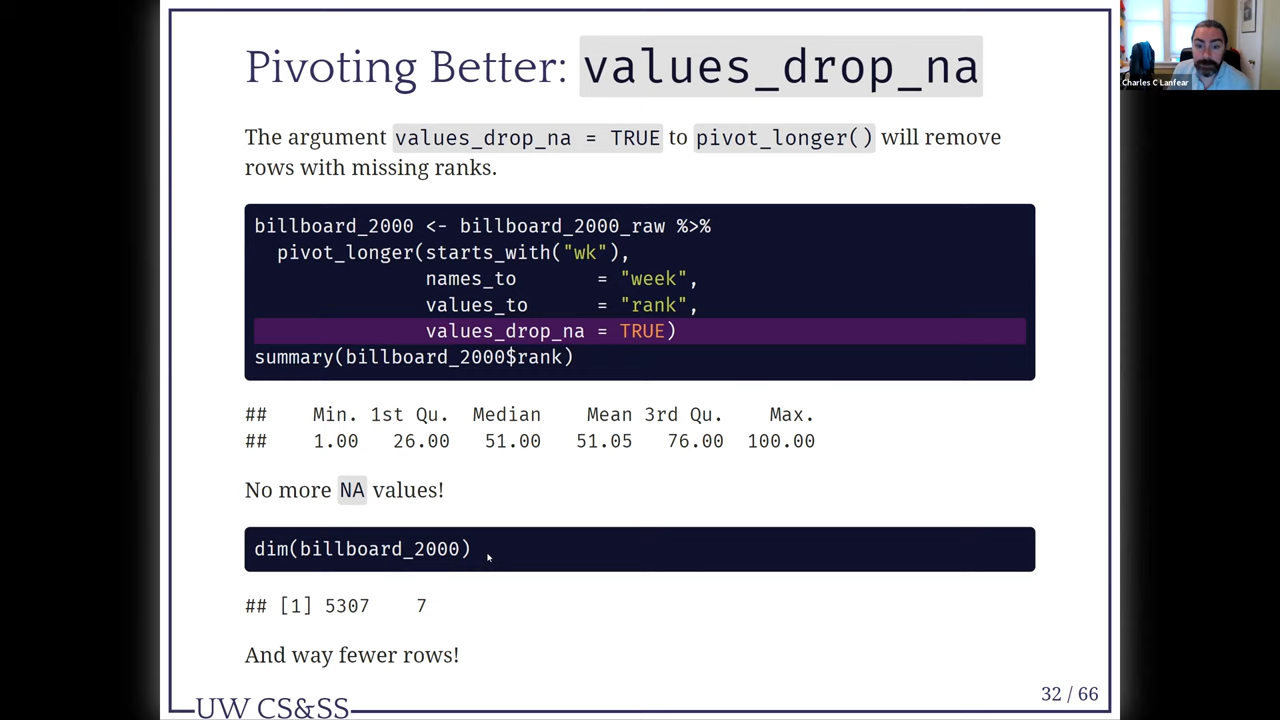 Pivoting Better: values_drop_na
Charles C Lanfear
The argument values_drop_na = TRUE to pivot_longer() will remove
rows with missing ranks.
billboard_2000 <- billboard_2000_raw %>%
  pivot_longer(starts_with("wk"),
               names_to       = "week",
               values_to      = "rank",
               values_drop_na = TRUE)
summary(billboard_2000$rank)
##    Min. 1st Qu.  Median    Mean 3rd Qu.    Max.
##    1.00   26.00   51.00   51.05   76.00  100.00
No more NA values!
dim(billboard_2000)
## [1] 5307    7
And way fewer rows!
UW CS&SS
32 / 66